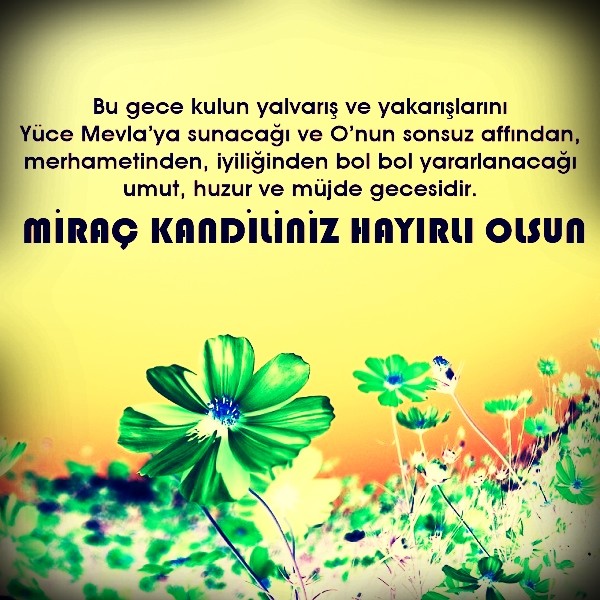 Bu gece kulun yalvarış ve yakarışlarını
Yüce Mevla'ya sunacağı ve O'nun sonsuz affından,
merhametinden, iyiliğinden bol bol yararlanacağı
umut, huzur ve müjde gecesidir.
MİRAÇ KANDİLİNİZ HAYIRLI OLSUN